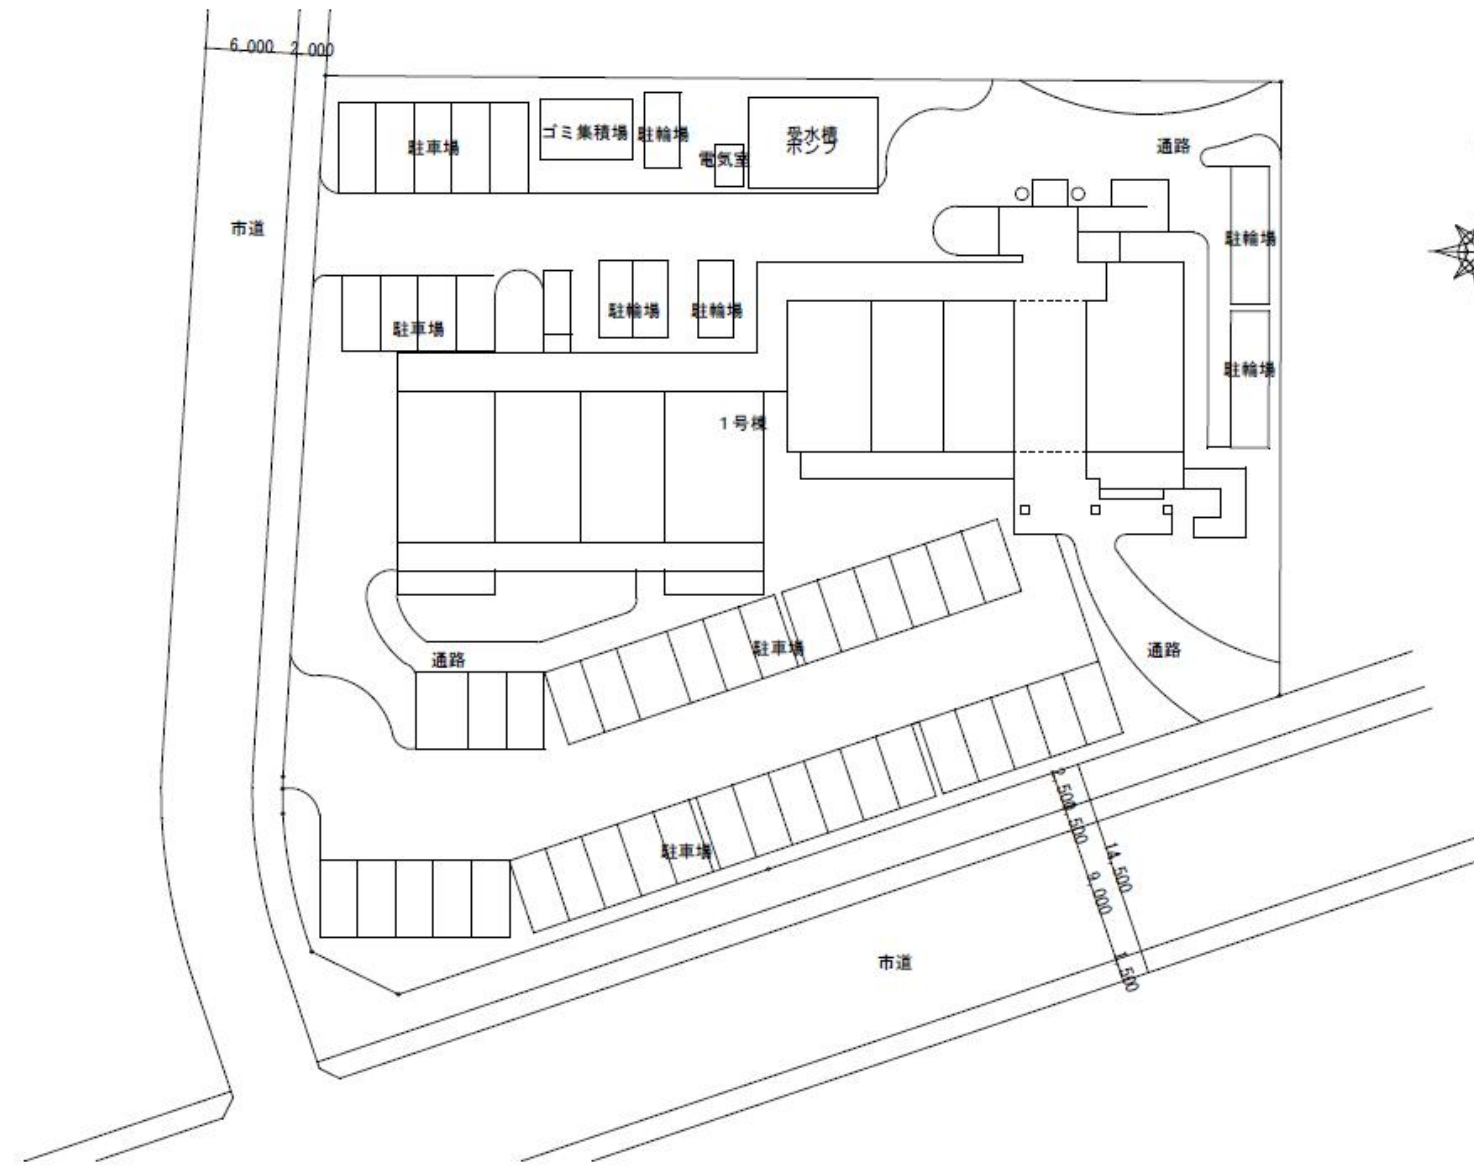 6,000 2,000
駐車場
ゴミ集積場
駐輪場
電気室
受水槽
ポンプ
通路
市道
駐輪場
駐車場
駐輪場
駐輪場
駐輪場
1号棟
通路
駐車場
通路
2,500
1,500
14,500
9,000
1,500
駐車場
市道